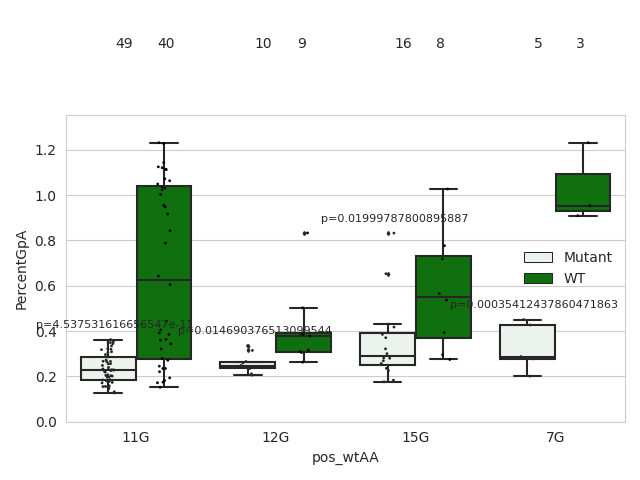 49 40 10 9 16 8 5 3
PercentGpA
1.2
1.0
0.8
0.6
0.4
0.2
0.0
p=0.01999787800895887
Mutant
WT
p=0.00035412437860471863
p=0.014690376513099544
11G 12G 15G 7G
pos_wtAA